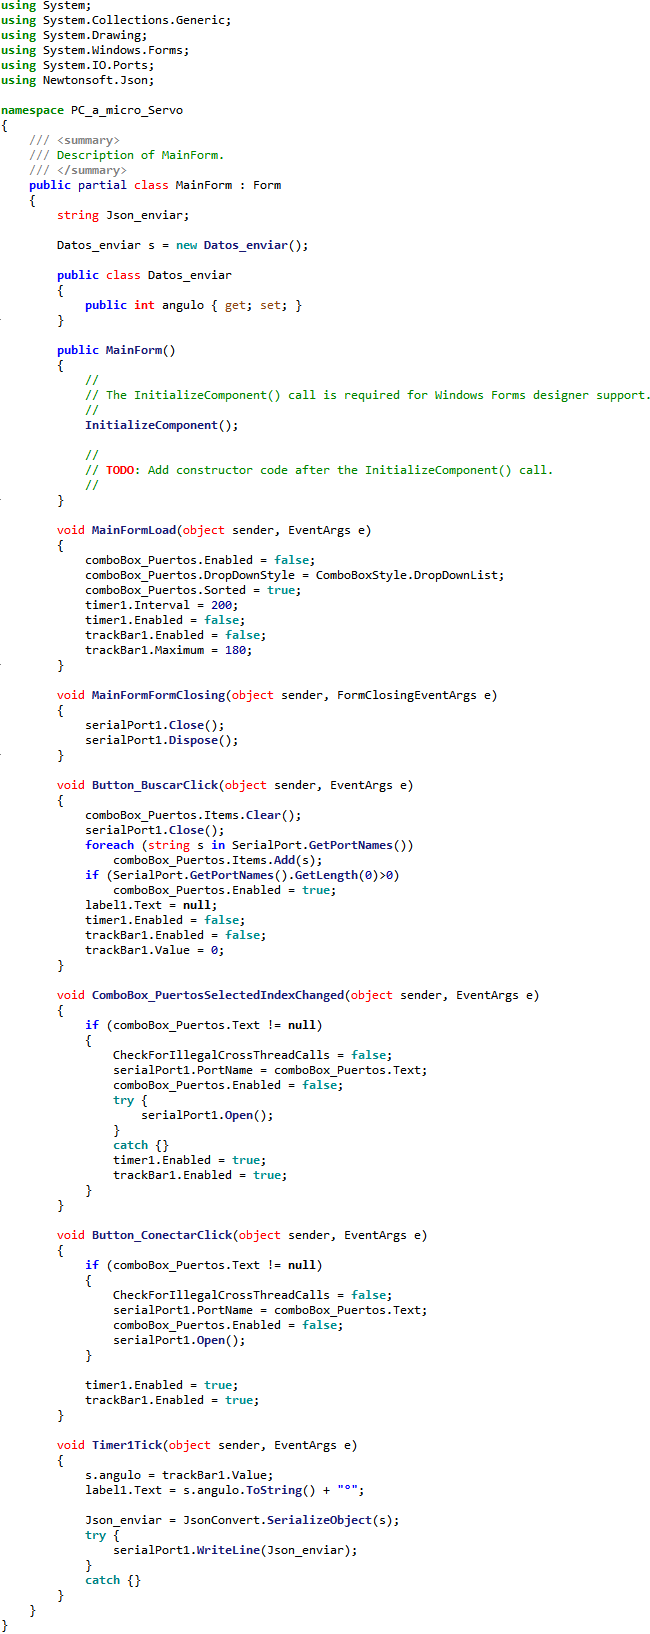 using System;
using System.Collections.Generic;
using System.Drawing;
using System.Windows.Forms;
using System.IO.Ports;
using Newtonsoft.Json;

namespace PC_a_micro_Servo
{
    /// <summary>
    /// Description of MainForm.
    /// </summary>
    public partial class MainForm : Form
    {
        string Json_enviar;

        Datos_enviar s = new Datos_enviar();

        public class Datos_enviar
        {
            public int angulo { get; set; }
        }

        public MainForm()
        {
            //
            // The InitializeComponent() call is required for Windows Forms designer support.
            //
            InitializeComponent();

            //
            // TODO: Add constructor code after the InitializeComponent() call.
            //
        }

        void MainFormLoad(object sender, EventArgs e)
        {
            comboBox_Puertos.Enabled = false;
            comboBox_Puertos.DropDownStyle = ComboBoxStyle.DropDownList;
            comboBox_Puertos.Sorted = true;
            timer1.Interval = 200;
            timer1.Enabled = false;
            trackBar1.Enabled = false;
            trackBar1.Maximum = 180;
        }

        void MainFormFormClosing(object sender, FormClosingEventArgs e)
        {
            serialPort1.Close();
            serialPort1.Dispose();
        }

        void Button_BuscarClick(object sender, EventArgs e)
        {
            comboBox_Puertos.Items.Clear();
            serialPort1.Close();
            foreach (string s in SerialPort.GetPortNames())
                comboBox_Puertos.Items.Add(s);
            if (SerialPort.GetPortNames().GetLength(0)>0)
                comboBox_Puertos.Enabled = true;
            label1.Text = null;
            timer1.Enabled = false;
            trackBar1.Enabled = false;
            trackBar1.Value = 0;
        }

        void ComboBox_PuertosSelectedIndexChanged(object sender, EventArgs e)
        {
            if (comboBox_Puertos.Text != null)
            {
                CheckForIllegalCrossThreadCalls = false;
                serialPort1.PortName = comboBox_Puertos.Text;
                comboBox_Puertos.Enabled = false;
                try {
                    serialPort1.Open();
                }
                catch {}
                timer1.Enabled = true;
                trackBar1.Enabled = true;
            }
        }

        void Button_ConectarClick(object sender, EventArgs e)
        {
            if (comboBox_Puertos.Text != null)
            {
                CheckForIllegalCrossThreadCalls = false;
                serialPort1.PortName = comboBox_Puertos.Text;
                comboBox_Puertos.Enabled = false;
                serialPort1.Open();
            }

            timer1.Enabled = true;
            trackBar1.Enabled = true;
        }

        void Timer1Tick(object sender, EventArgs e)
        {
            s.angulo = trackBar1.Value;
            label1.Text = s.angulo.ToString() + "°";

            Json_enviar = JsonConvert.SerializeObject(s);
            try {
                serialPort1.WriteLine(Json_enviar);
            }
            catch {}
        }
    }
}